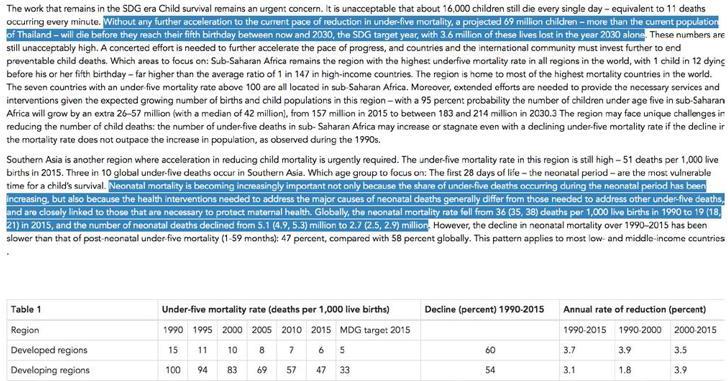 The work that remains in the SDG era Child survival remains an urgent concern. It is unacceptable that about 16,000 children still die every single day – equivalent to 11 deaths
occurring every minute. Without any further acceleration to the current pace of reduction in under-five mortality, a projected 69 million children – more than the current population
of Thailand – will die before they reach their fifth birthday between now and 2030, the SDG target year, with 3.6 million of these lives lost in the year 2030 alone. These numbers are
still unacceptably high. A concerted effort is needed to further accelerate the pace of progress, and countries and the international community must invest further to end
preventable child deaths. Which areas to focus on: Sub-Saharan Africa remains the region with the highest underfive mortality rate in all regions in the world, with 1 child in 12 dying
before his or her fifth birthday – far higher than the average ratio of 1 in 147 in high-income countries. The region is home to most of the highest mortality countries in the world.
The seven countries with an under-five mortality rate above 100 are all located in sub-Saharan Africa. Moreover, extended efforts are needed to provide the necessary services and
interventions given the expected growing number of births and child populations in this region – with a 95 percent probability the number of children under age five in sub-Saharan
Africa will grow by an extra 26–57 million (with a median of 42 million), from 157 million in 2015 to between 183 and 214 million in 2030.3 The region may face unique challenges in
reducing the number of child deaths: the number of under-five deaths in sub- Saharan Africa may increase or stagnate even with a declining under-five mortality rate if the decline in
the mortality rate does not outpace the increase in population, as observed during the 1990s.
Southern Asia is another region where acceleration in reducing child mortality is urgently required. The under-five mortality rate in this region is still high – 51 deaths per 1,000 live
births in 2015. Three in 10 global under-five deaths occur in Southern Asia. Which age group to focus on: The first 28 days of life – the neonatal period – are the most vulnerable
time for a child's survival. Neonatal mortality is becoming increasingly important not only because the share of under-five deaths occurring during the neonatal period has been
increasing, but also because the health interventions needed to address the major causes of neonatal deaths generally differ from those needed to address other under-five deaths,
and are closely linked to those that are necessary to protect maternal health. Globally, the neonatal mortality rate fell from 36 (35, 38) deaths per 1,000 live births in 1990 to 19 (18,
21) in 2015, and the number of neonatal deaths declined from 5.1 (4.9, 5.3) million to 2.7 (2.5, 2.9) million. However, the decline in neonatal mortality over 1990–2015 has been
slower than that of post-neonatal under-five mortality (1-59 months): 47 percent, compared with 58 percent globally. This pattern applies to most low- and middle-income countries
.
Table 1 Under-five mortality rate (deaths per 1,000 live births) Decline (percent) 1990-2015 Annual rate of reduction (percent)
Region 1990 1995 2000 2005 2010 2015 MDG target 2015 1990-2015 1990-2000 2000-2015
Developed regions 15 11 10 8 7 6 5 60 3.7 3.9 3.5
Developing regions 100 94 83 69 57 47 33 54 3.1 1.8 3.9